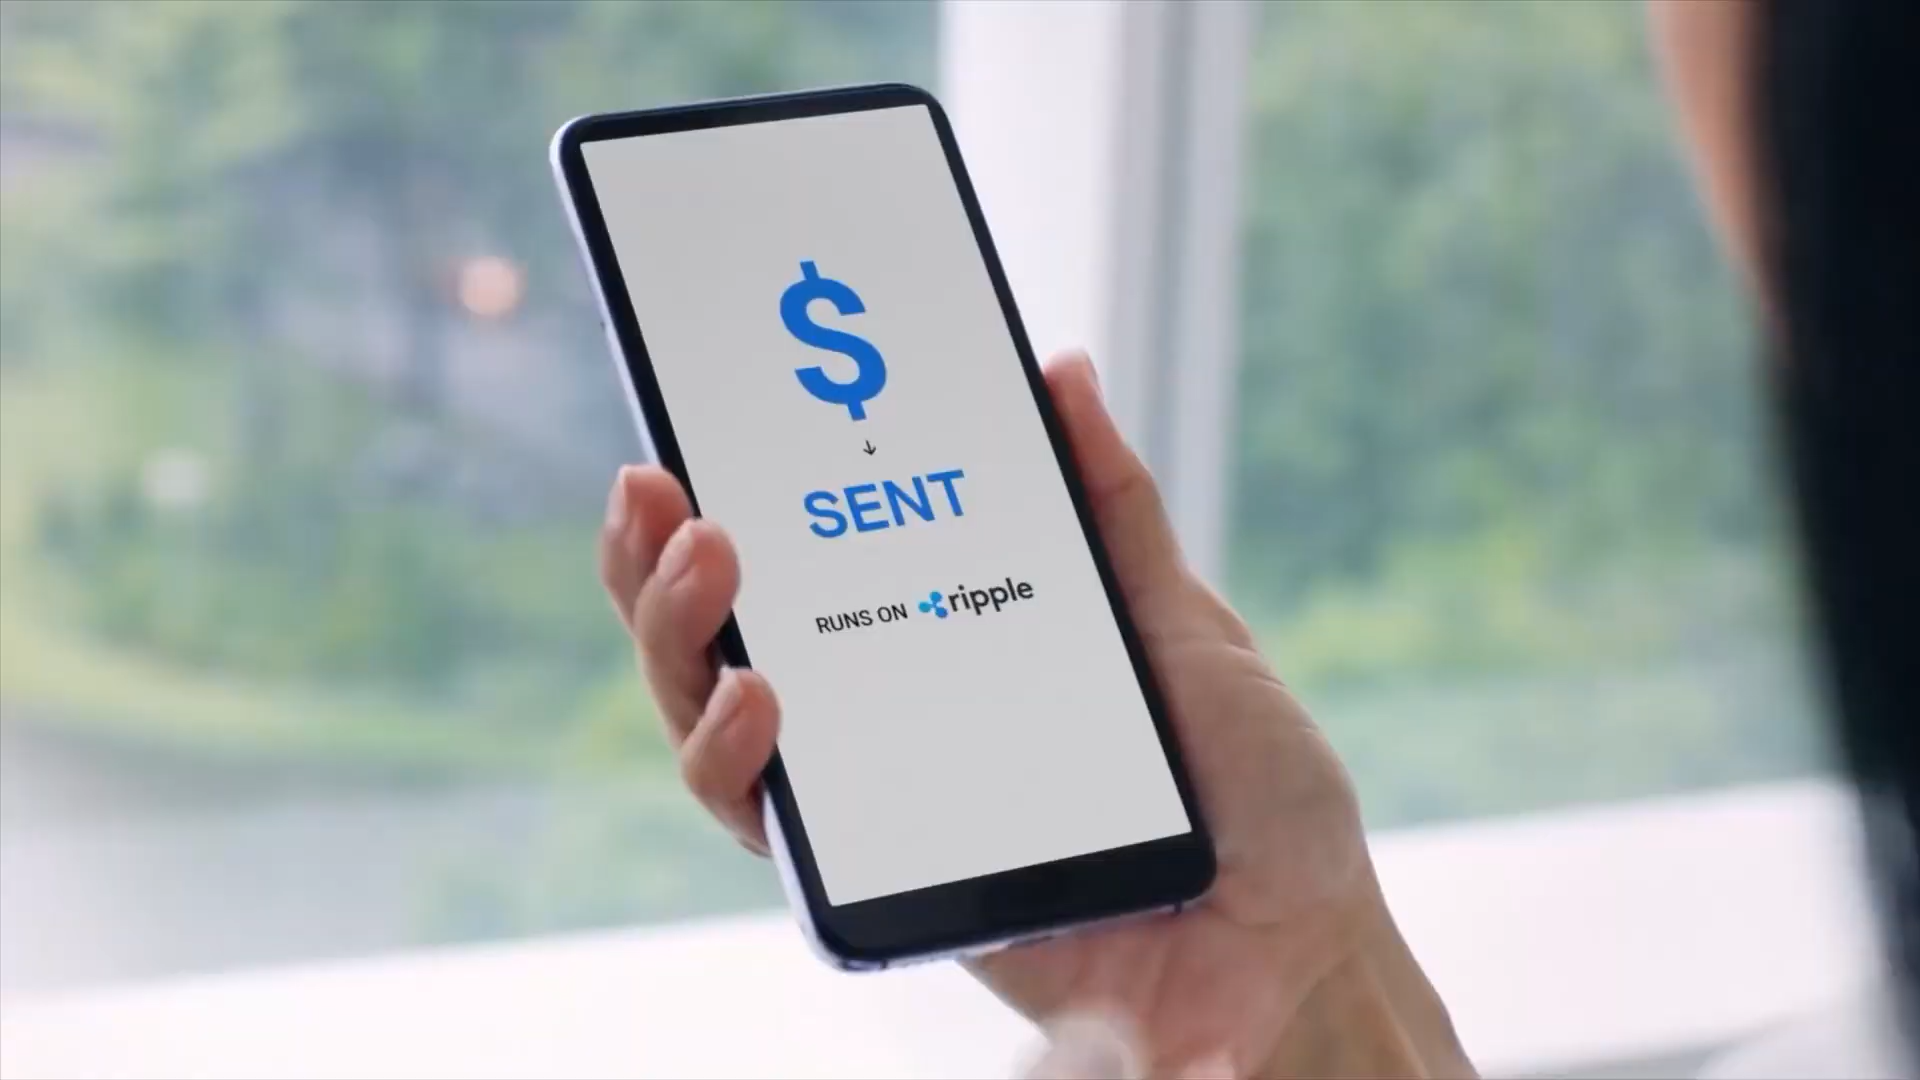 $
↓
SENT
RUNS ON ripple